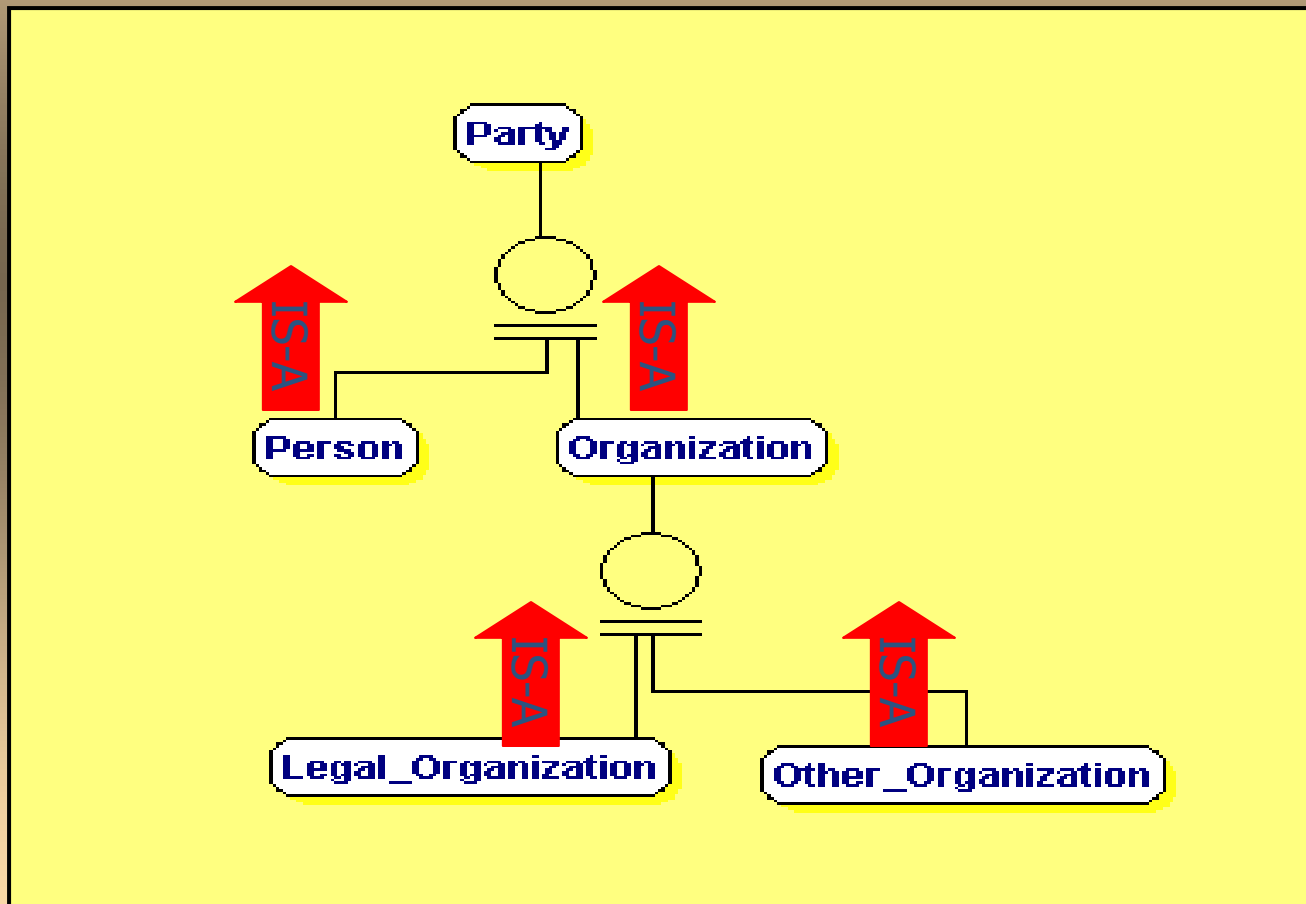 Party
IS-A
IS-A
Person
Organization
IS-A
IS-A
Legal_Organization
Other_Organization